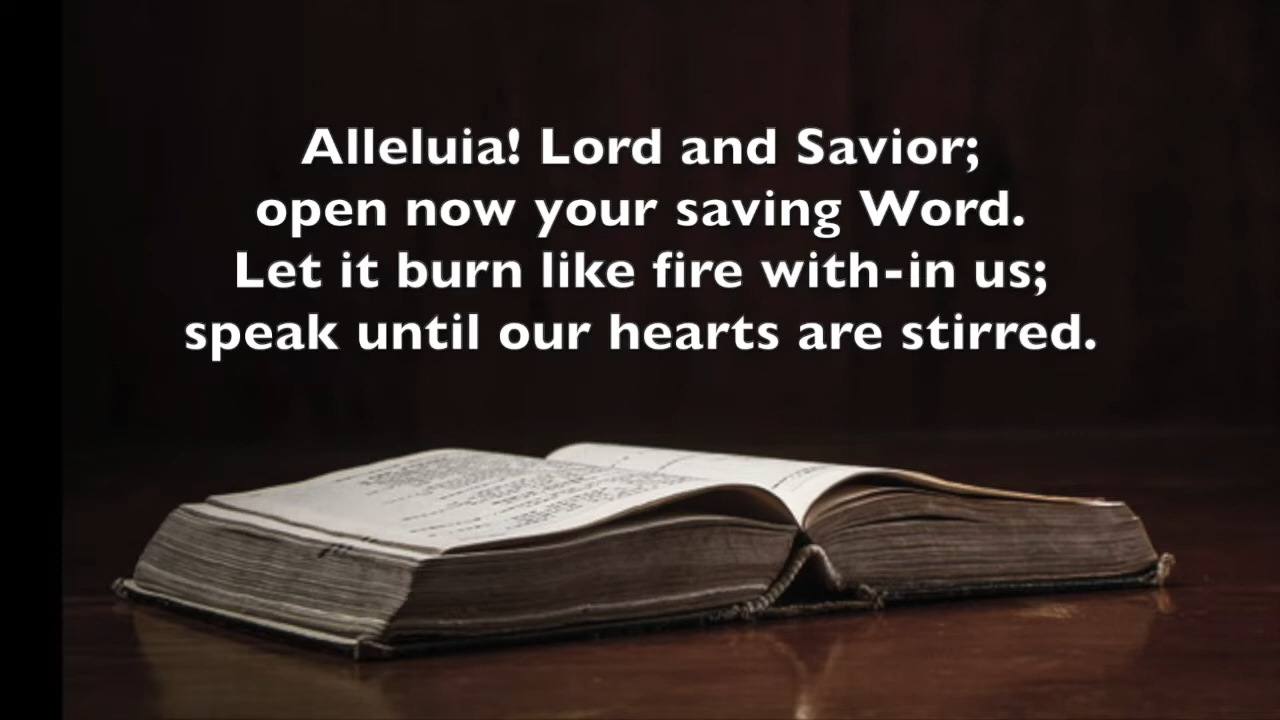 Alleluia! Lord and Savior;
open now your saving Word.
Let it burn like fire with-in us;
speak until our hearts are stirred.